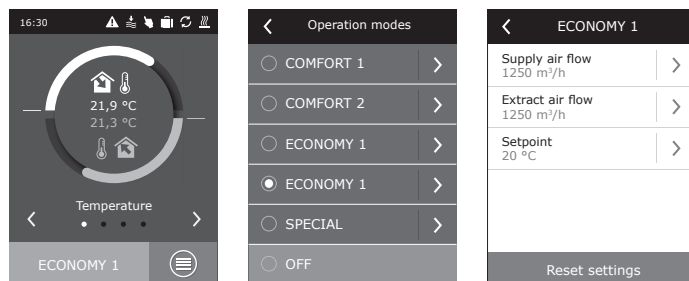 16:30
21,9 °C
21,3 °C
Temperature
ECONOMY 1
Operation modes
COMFORT 1
COMFORT 2
ECONOMY 1
ECONOMY 1
SPECIAL
OFF
ECONOMY 1
Supply air flow
1250 m³/h
Extract air flow
1250 m³/h
Setpoint
20 °C
Reset settings